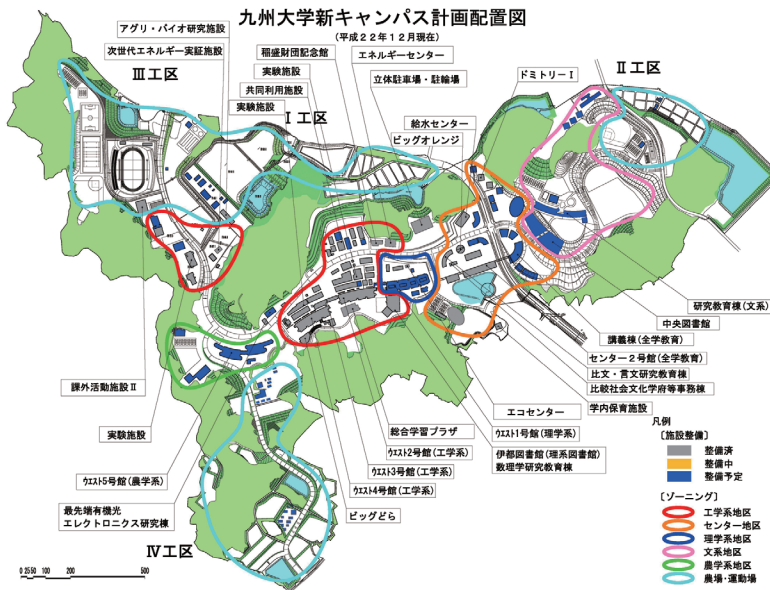 九州大学新キャンパス計画配置図
(平成22年12月現在)
アグリ・バイオ研究施設
次世代エネルギー実証施設
Ⅲ工区
稲盛財団記念館
実験施設
共同利用施設
実験施設
Ⅰ工区
エネルギーセンター
立体駐車場・駐輪場
給水センター
ビッグオレンジ
ドミトリーⅠ
Ⅱ工区
研究教育棟(文系)
中央図書館
講義棟(全学教育)
センター2号館(全学教育)
比文・言文研究教育棟
比較社会文化学府等事務棟
学内保育施設
エコセンター
ウエスト1号館(理学系)
伊都図書館(理系図書館)
数理学研究教育棟
総合学習プラザ
ウエスト2号館(工学系)
ウエスト3号館(工学系)
ウエスト4号館(工学系)
ビッグどら
課外活動施設Ⅱ
実験施設
ウエスト5号館(農学系)
最先端有機光
エレクトロニクス研究棟
Ⅳ工区
0 25 50 100 200 500
凡例
〔施設整備〕
整備済
整備中
整備予定
〔ゾーニング〕
工学系地区
センター地区
理学系地区
文系地区
農学系地区
農場・運動場